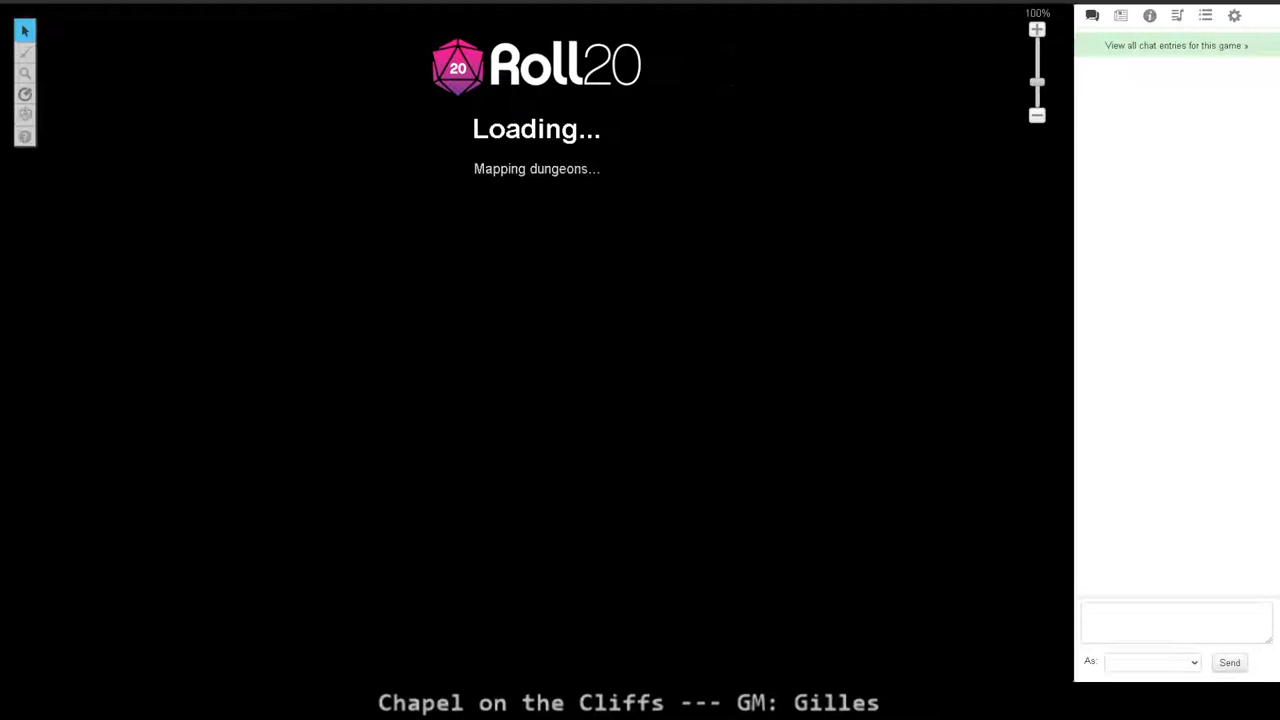 100%
View all chat entries for this game »
20 Roll20
Loading...
Mapping dungeons...
As:
Send
Chapel on the Cliffs --- GM: Gilles